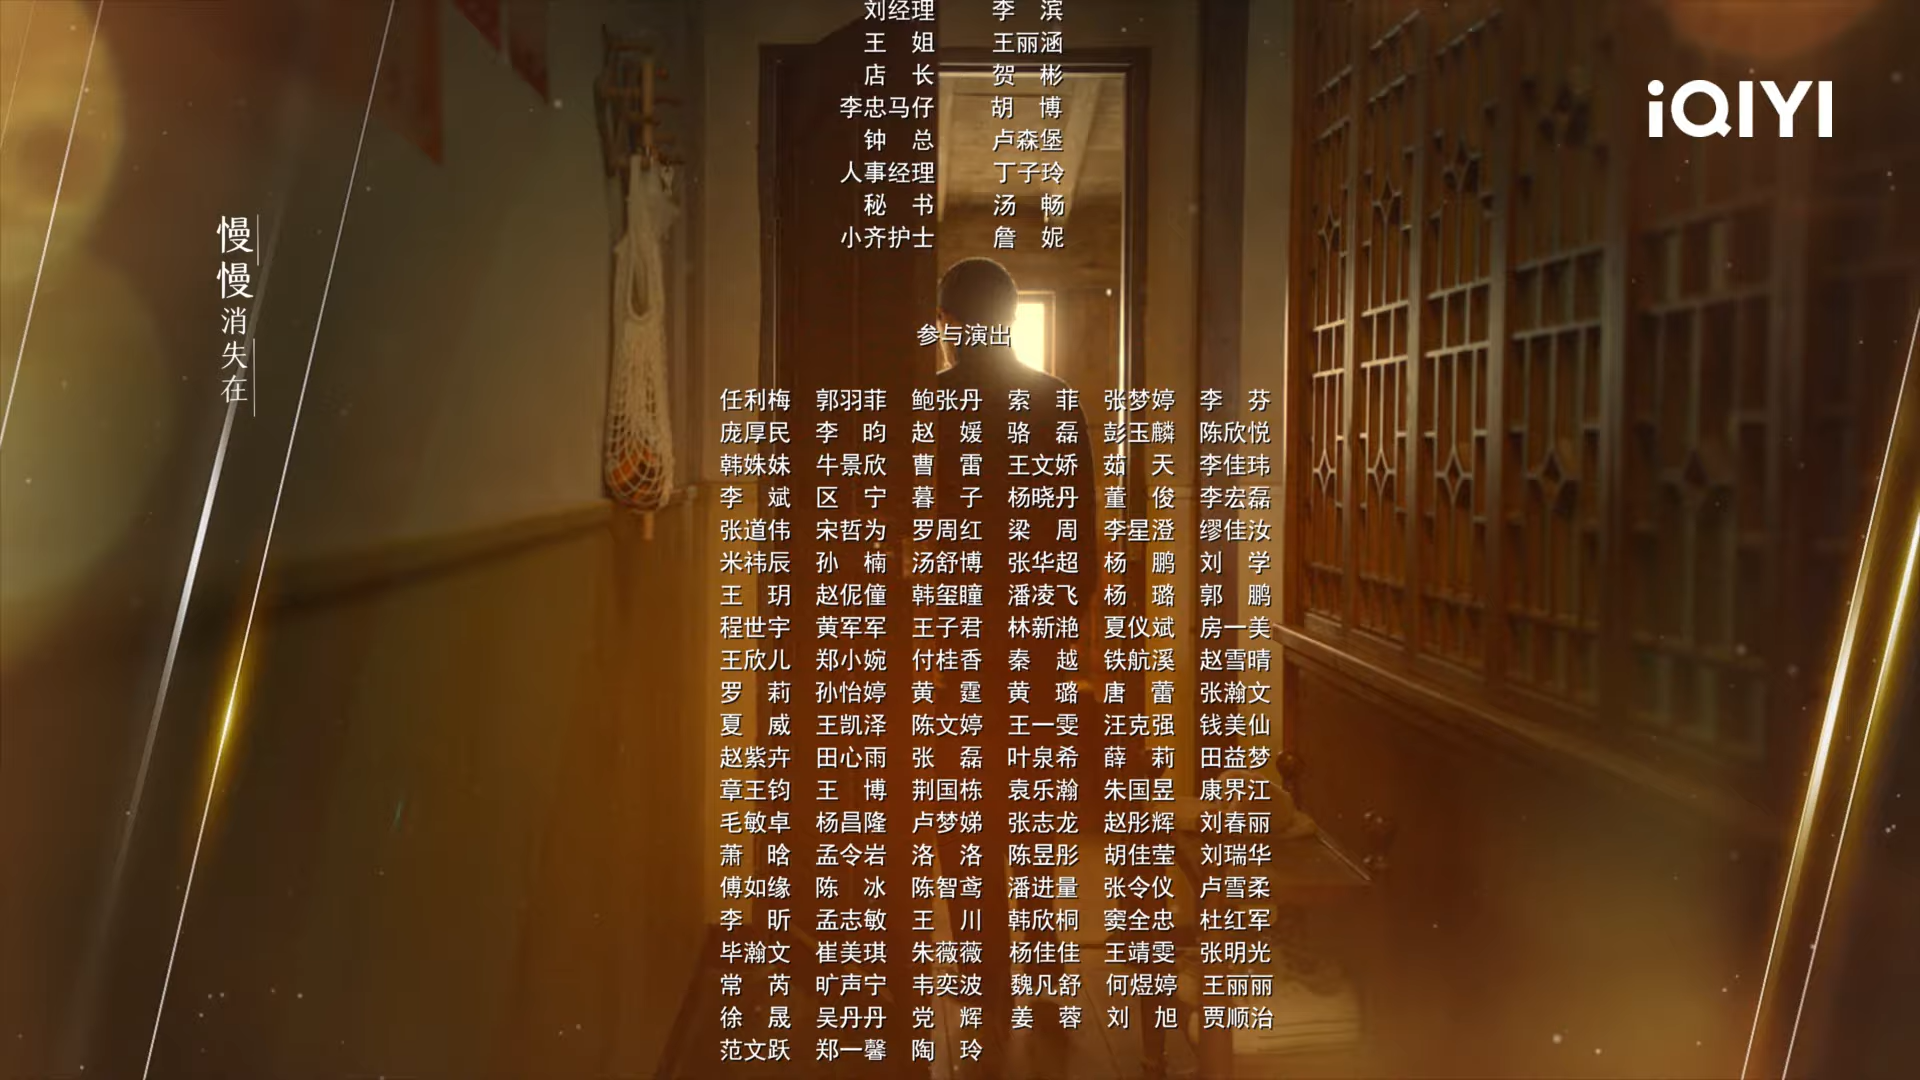 刘经理 李 滨
王 姐 王丽涵
店 长 贺 彬
李忠马仔 胡 博
钟 总 卢森堡
人事经理 丁子玲
秘 书 汤 畅
小齐护士 詹 妮
iQIYI
慢慢消失在
参与演出
任利梅 郭羽菲 鲍张丹 索 菲 张梦婷 李 芬
庞厚民 李 昀 赵 媛 骆 磊 彭玉麟 陈欣悦
韩姝妹 牛景欣 曹 雷 王文娇 茹 天 李佳玮
李 斌 区 宁 暮 子 杨晓丹 董 俊 李宏磊
张道伟 宋哲为 罗周红 梁 周 李星澄 缪佳汝
米祎辰 孙 楠 汤舒博 张华超 杨 鹏 刘 学
王 玥 赵伲僮 韩玺瞳 潘凌飞 杨 璐 郭 鹏
程世宇 黄军军 王子君 林新滟 夏仪斌 房一美
王欣儿 郑小婉 付桂香 秦 越 铁航溪 赵雪晴
罗 莉 孙怡婷 黄 霆 黄 璐 唐 蕾 张瀚文
夏 威 王凯泽 陈文婷 王一雯 汪克强 钱美仙
赵紫卉 田心雨 张 磊 叶泉希 薛 莉 田益梦
章王钧 王 博 荆国栋 袁乐瀚 朱国昱 康界江
毛敏卓 杨昌隆 卢梦娣 张志龙 赵彤辉 刘春丽
萧 晗 孟令岩 洛 洛 陈昱彤 胡佳莹 刘瑞华
傅如缘 陈 冰 陈智鸢 潘进量 张令仪 卢雪柔
李 昕 孟志敏 王 川 韩欣桐 窦全忠 杜红军
毕瀚文 崔美琪 朱薇薇 杨佳佳 王靖雯 张明光
常 芮 旷声宁 韦奕波 魏凡舒 何煜婷 王丽丽
徐 晟 吴丹丹 党 辉 姜 蓉 刘 旭 贾顺治
范文跃 郑一馨 陶 玲